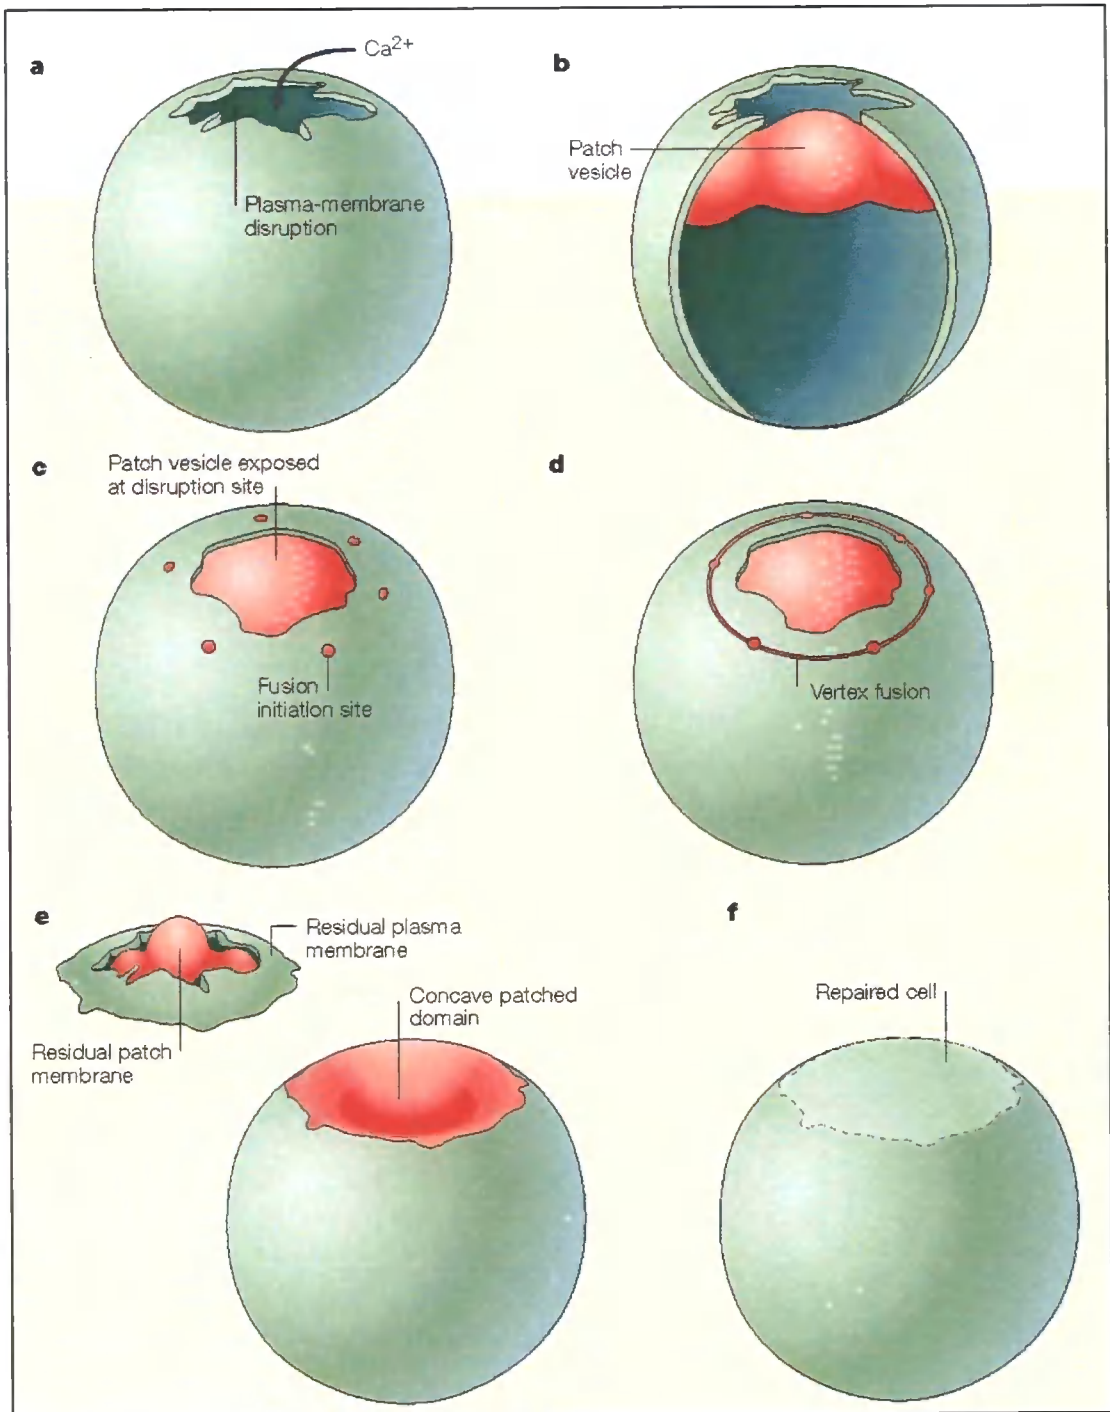 a
Ca2+
Plasma-membrane
disruption
b
Patch
vesicle
c
Patch vesicle exposed
at disruption site
Fusion
initiation site
d
Vertex fusion
e
Residual plasma
membrane
Concave patched
domain
Residual patch
membrane
f
Repaired cell